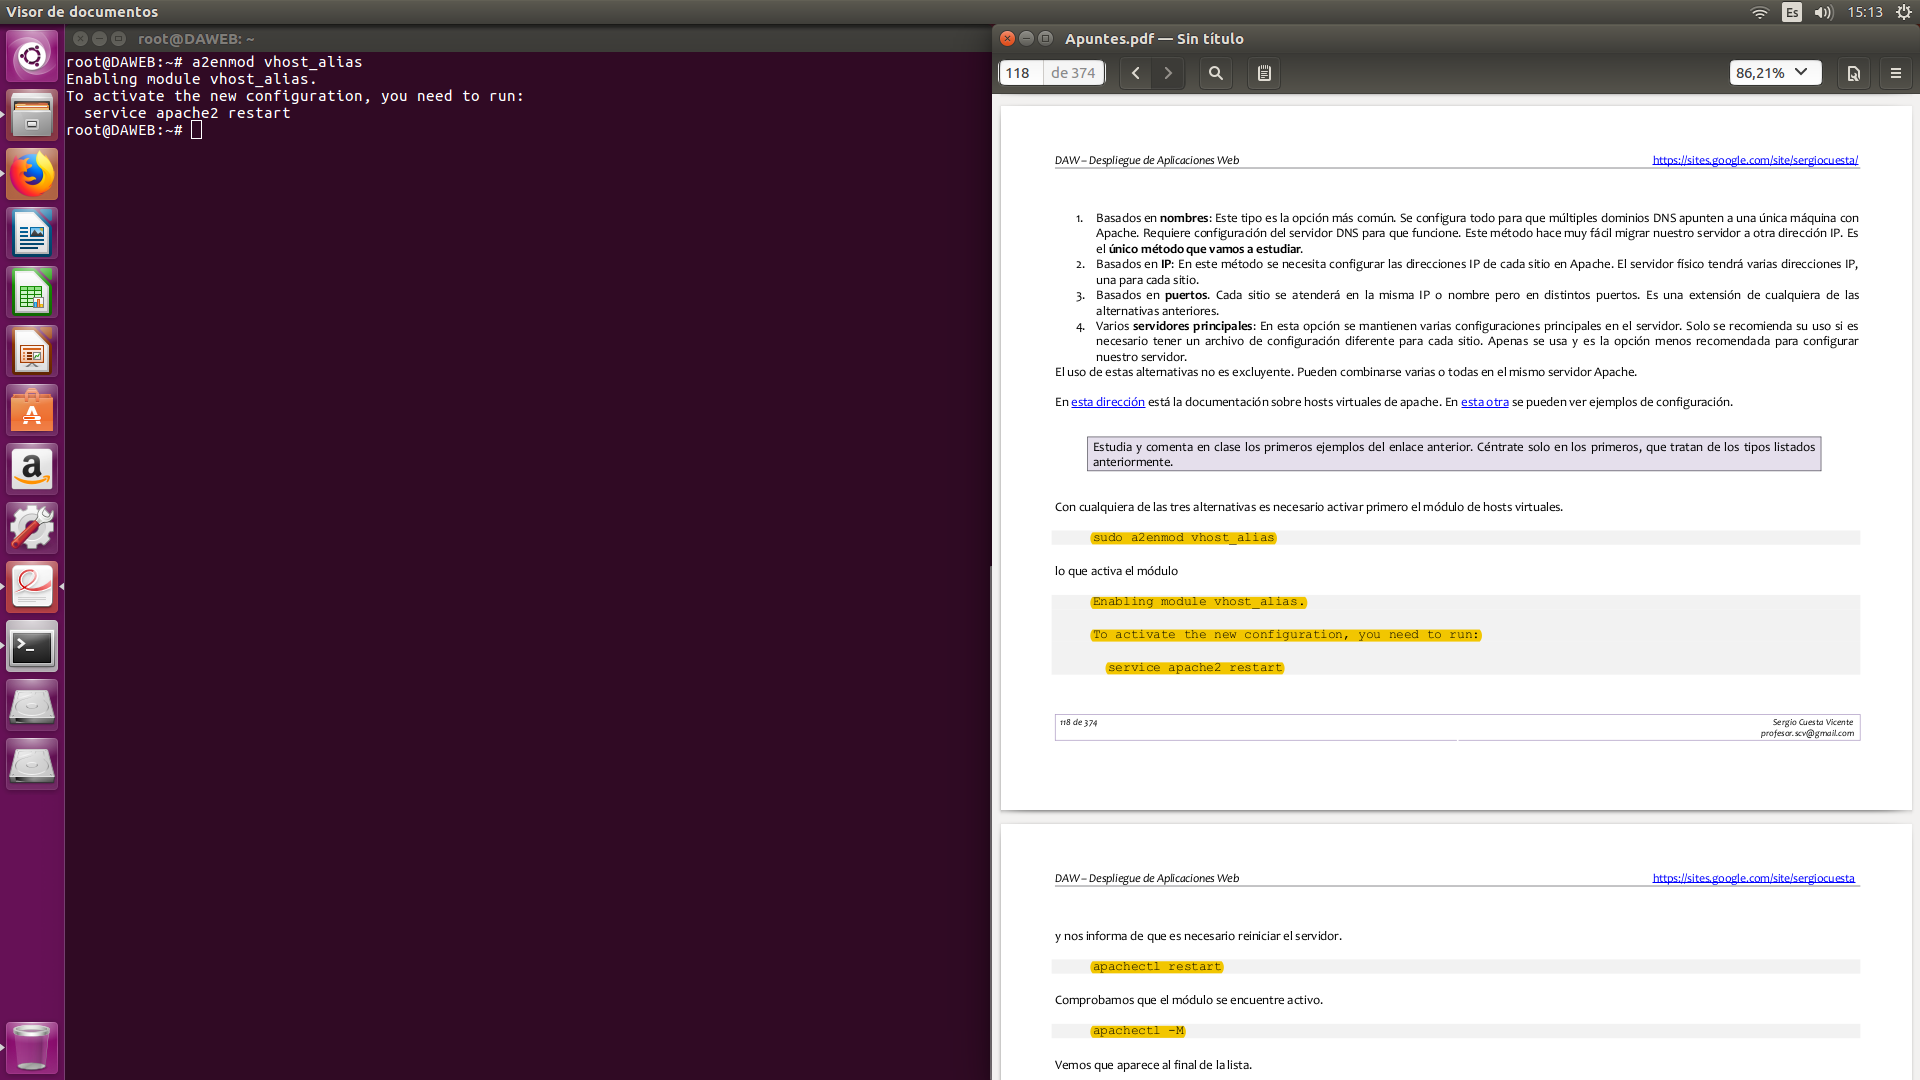 Visor de documentos
Es
15:13
root@DAWEB: ~
root@DAWEB:~# a2enmod vhost_alias
Enabling module vhost_alias.
To activate the new configuration, you need to run:
  service apache2 restart
root@DAWEB:~#
Apuntes.pdf — Sin título
118 de 374
86,21%
DAW – Despliegue de Aplicaciones Web
https://sites.google.com/site/sergiocuesta/
1. Basados en nombres: Este tipo es la opción más común. Se configura todo para que múltiples dominios DNS apunten a una única máquina con
Apache. Requiere configuración del servidor DNS para que funcione. Este método hace muy fácil migrar nuestro servidor a otra dirección IP. Es
el único método que vamos a estudiar.
2. Basados en IP: En este método se necesita configurar las direcciones IP de cada sitio en Apache. El servidor físico tendrá varias direcciones IP,
una para cada sitio.
3. Basados en puertos. Cada sitio se atenderá en la misma IP o nombre pero en distintos puertos. Es una extensión de cualquiera de las
alternativas anteriores.
4. Varios servidores principales: En esta opción se mantienen varias configuraciones principales en el servidor. Solo se recomienda su uso si es
necesario tener un archivo de configuración diferente para cada sitio. Apenas se usa y es la opción menos recomendada para configurar
nuestro servidor.
El uso de estas alternativas no es excluyente. Pueden combinarse varias o todas en el mismo servidor Apache.
En esta dirección está la documentación sobre hosts virtuales de apache. En esta otra se pueden ver ejemplos de configuración.
Estudia y comenta en clase los primeros ejemplos del enlace anterior. Céntrate solo en los primeros, que tratan de los tipos listados
anteriormente.
Con cualquiera de las tres alternativas es necesario activar primero el módulo de hosts virtuales.
sudo a2enmod vhost_alias
lo que activa el módulo
Enabling module vhost_alias.
To activate the new configuration, you need to run:
service apache2 restart
118 de 374
Sergio Cuesta Vicente
profesor.scv@gmail.com
DAW – Despliegue de Aplicaciones Web
https://sites.google.com/site/sergiocuesta
y nos informa de que es necesario reiniciar el servidor.
apachectl restart
Comprobamos que el módulo se encuentre activo.
apachectl -M
Vemos que aparece al final de la lista.